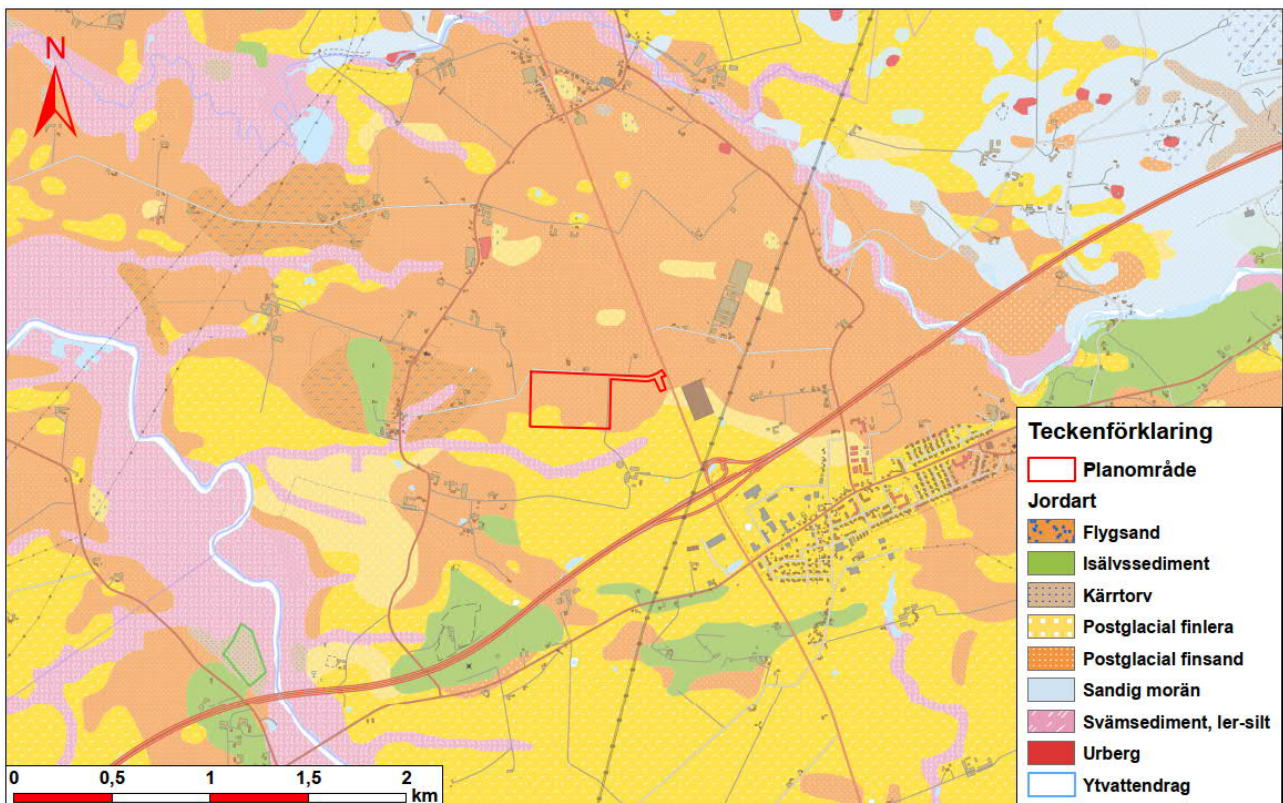 N
Teckenförklaring
Planområde
Jordart
Flygsand
Isälvssediment
Kärrtorv
Postglacial finlera
Postglacial finsand
Sandig morän
Svämsediment, ler-silt
Urberg
Ytvattendrag
0 0,5 1 1,5 2
km